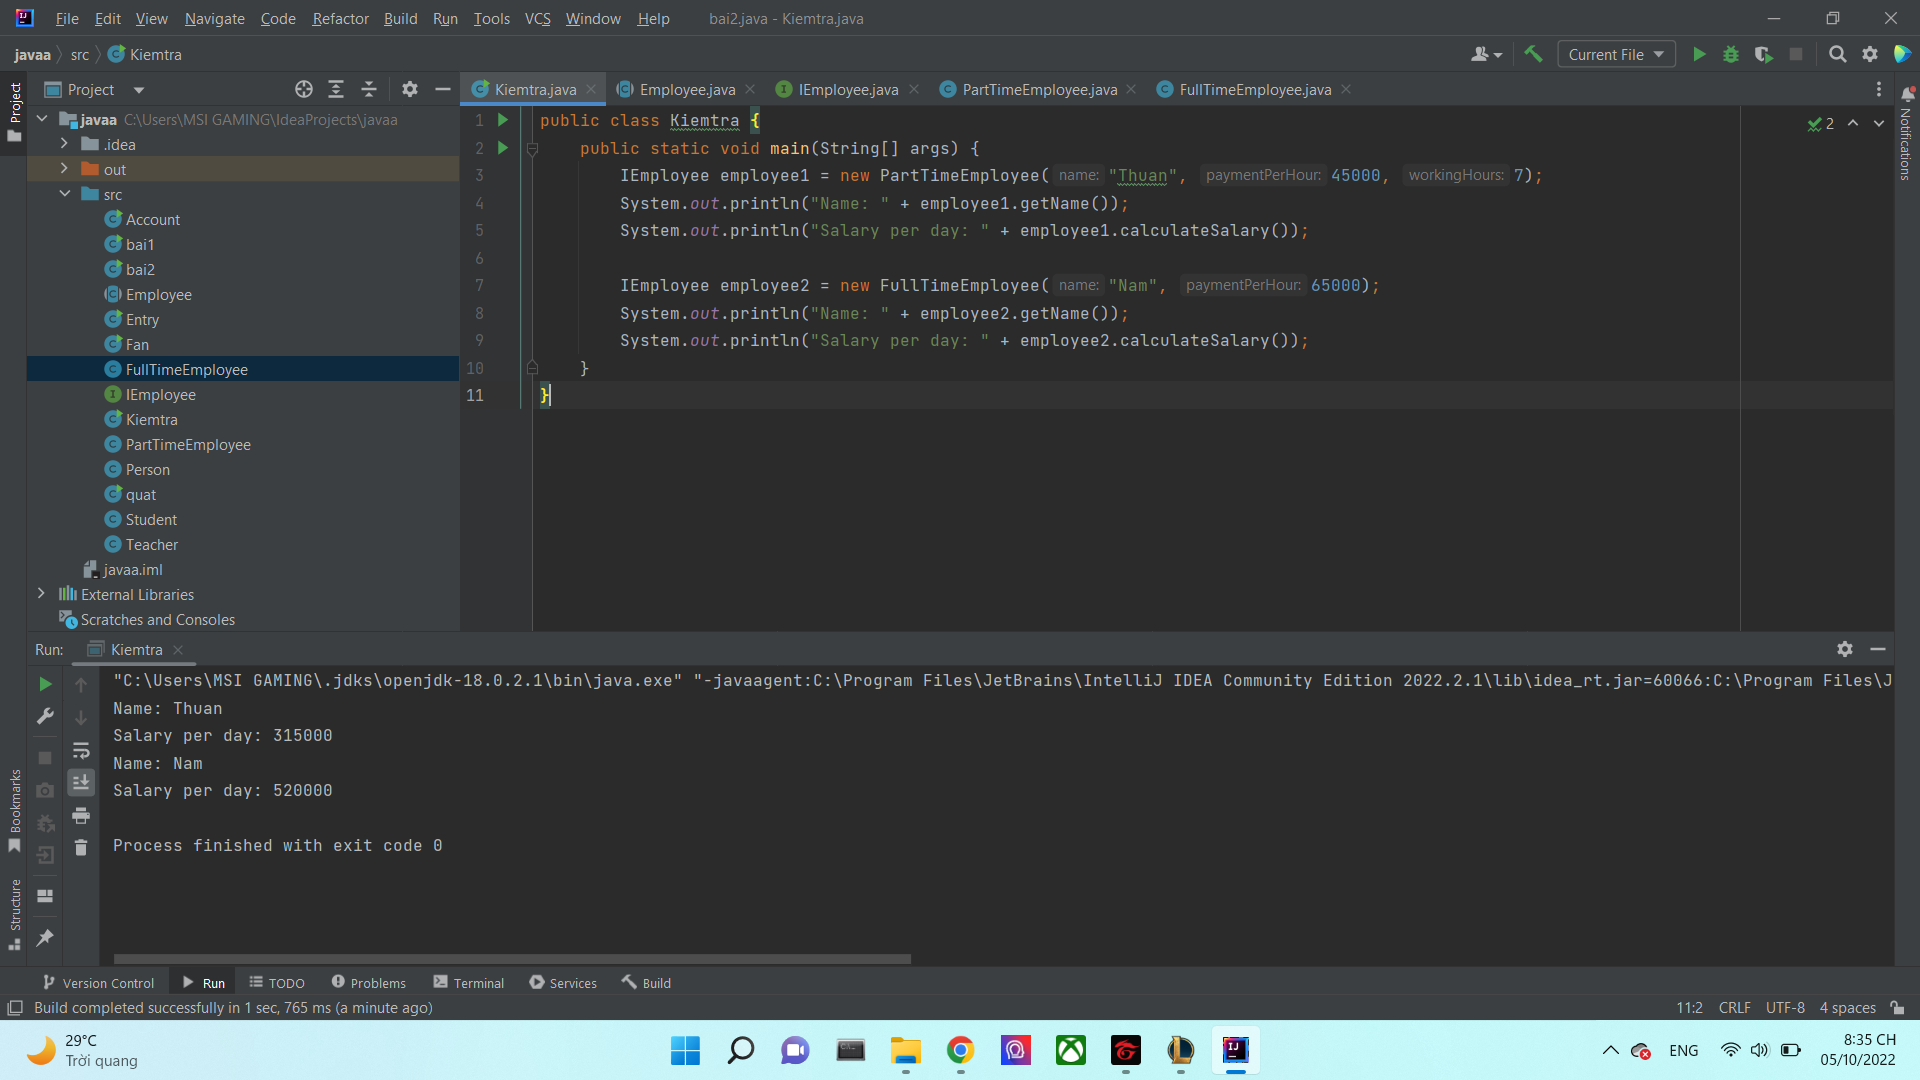 File Edit View Navigate Code Refactor Build Run Tools VCS Window Help bai2.java - Kiemtra.java
javaa src Kiemtra
Current File
Project
Kiemtra.java Employee.java IEmployee.java PartTimeEmployee.java FullTimeEmployee.java
Project
Bookmarks
Structure
Notifications
javaa C:\Users\MSI GAMING\IdeaProjects\javaa
.idea
out
src
Account
bai1
bai2
Employee
Entry
Fan
FullTimeEmployee
IEmployee
Kiemtra
PartTimeEmployee
Person
quat
Student
Teacher
javaa.iml
External Libraries
Scratches and Consoles
2
1 public class Kiemtra {
2 public static void main(String[] args) {
3 IEmployee employee1 = new PartTimeEmployee( name: "Thuan", paymentPerHour: 45000, workingHours: 7);
4 System.out.println("Name: " + employee1.getName());
5 System.out.println("Salary per day: " + employee1.calculateSalary());
6
7 IEmployee employee2 = new FullTimeEmployee( name: "Nam", paymentPerHour: 65000);
8 System.out.println("Name: " + employee2.getName());
9 System.out.println("Salary per day: " + employee2.calculateSalary());
10 }
11 }
Run: Kiemtra
"C:\Users\MSI GAMING\.jdks\openjdk-18.0.2.1\bin\java.exe" "-javaagent:C:\Program Files\JetBrains\IntelliJ IDEA Community Edition 2022.2.1\lib\idea_rt.jar=60066:C:\Program Files\J
Name: Thuan
Salary per day: 315000
Name: Nam
Salary per day: 520000
Process finished with exit code 0
Version Control Run TODO Problems Terminal Services Build
Build completed successfully in 1 sec, 765 ms (a minute ago)
11:2 CRLF UTF-8 4 spaces
29°C
Trời quang
ENG
8:35 CH
05/10/2022